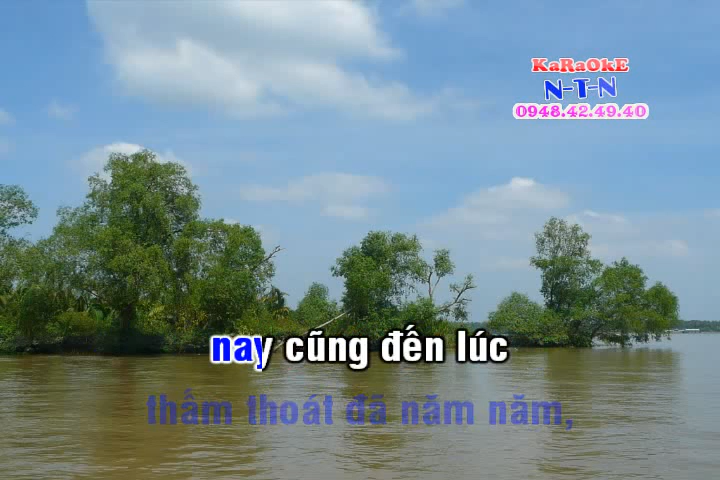 KaRaOkE
N-T-N
0948.42.49.40
nay cũng đến lúc
thấm thoát đã năm năm,